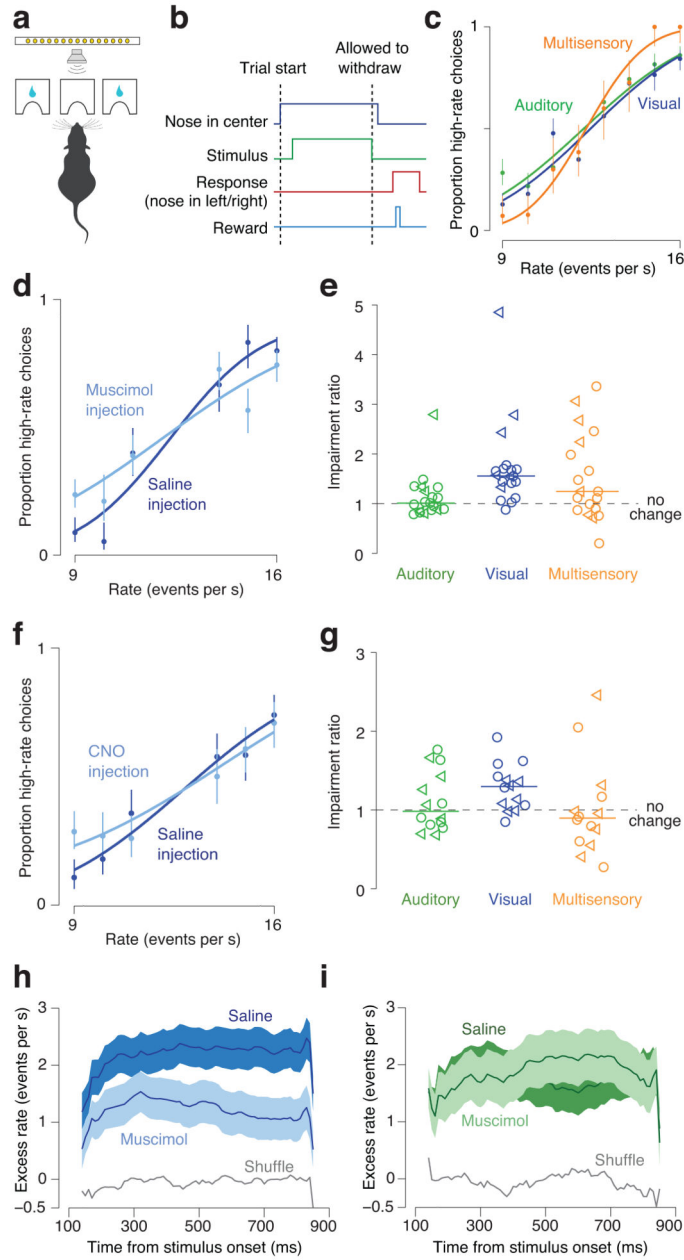 a
b
Trial start
Allowed to
withdraw
Nose in center
Stimulus
Response
(nose in left/right)
Reward
c
Proportion high-rate choices
1
0
Multisensory
Auditory
Visual
9
16
Rate (events per s)
d
Proportion high-rate choices
1
0
Muscimol
injection
Saline
injection
9
16
Rate (events per s)
e
Impairment ratio
5
4
3
2
1
0
no
change
Auditory
Visual
Multisensory
f
Proportion high-rate choices
1
0
CNO
injection
Saline
injection
9
16
Rate (events per s)
g
Impairment ratio
3
2
1
0
no
change
Auditory
Visual
Multisensory
h
Excess rate (events per s)
3
2
1
0
−0.5
Saline
Muscimol
Shuffle
100
300
500
700
900
Time from stimulus onset (ms)
i
Excess rate (events per s)
3
2
1
0
−0.5
Saline
Muscimol
Shuffle
100
300
500
700
900
Time from stimulus onset (ms)